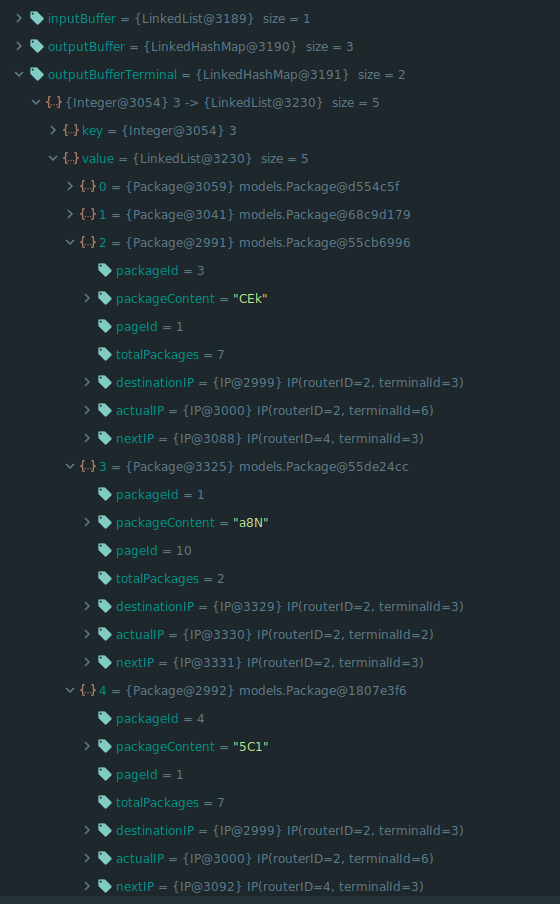 inputBuffer = {LinkedList@3189} size = 1
outputBuffer = {LinkedHashMap@3190} size = 3
outputBufferTerminal = {LinkedHashMap@3191} size = 2
{..} {Integer@3054} 3 -> {LinkedList@3230} size = 5
{..} key = {Integer@3054} 3
{..} value = {LinkedList@3230} size = 5
{..} 0 = {Package@3059} models.Package@d554c5f
{..} 1 = {Package@3041} models.Package@68c9d179
{..} 2 = {Package@2991} models.Package@55cb6996
packageId = 3
packageContent = "CEk"
pageId = 1
totalPackages = 7
destinationIP = {IP@2999} IP(routerID=2, terminalId=3)
actualIP = {IP@3000} IP(routerID=2, terminalId=6)
nextIP = {IP@3088} IP(routerID=4, terminalId=3)
{..} 3 = {Package@3325} models.Package@55de24cc
packageId = 1
packageContent = "a8N"
pageId = 10
totalPackages = 2
destinationIP = {IP@3329} IP(routerID=2, terminalId=3)
actualIP = {IP@3330} IP(routerID=2, terminalId=2)
nextIP = {IP@3331} IP(routerID=2, terminalId=3)
{..} 4 = {Package@2992} models.Package@1807e3f6
packageId = 4
packageContent = "5C1"
pageId = 1
totalPackages = 7
destinationIP = {IP@2999} IP(routerID=2, terminalId=3)
actualIP = {IP@3000} IP(routerID=2, terminalId=6)
nextIP = {IP@3092} IP(routerID=4, terminalId=3)